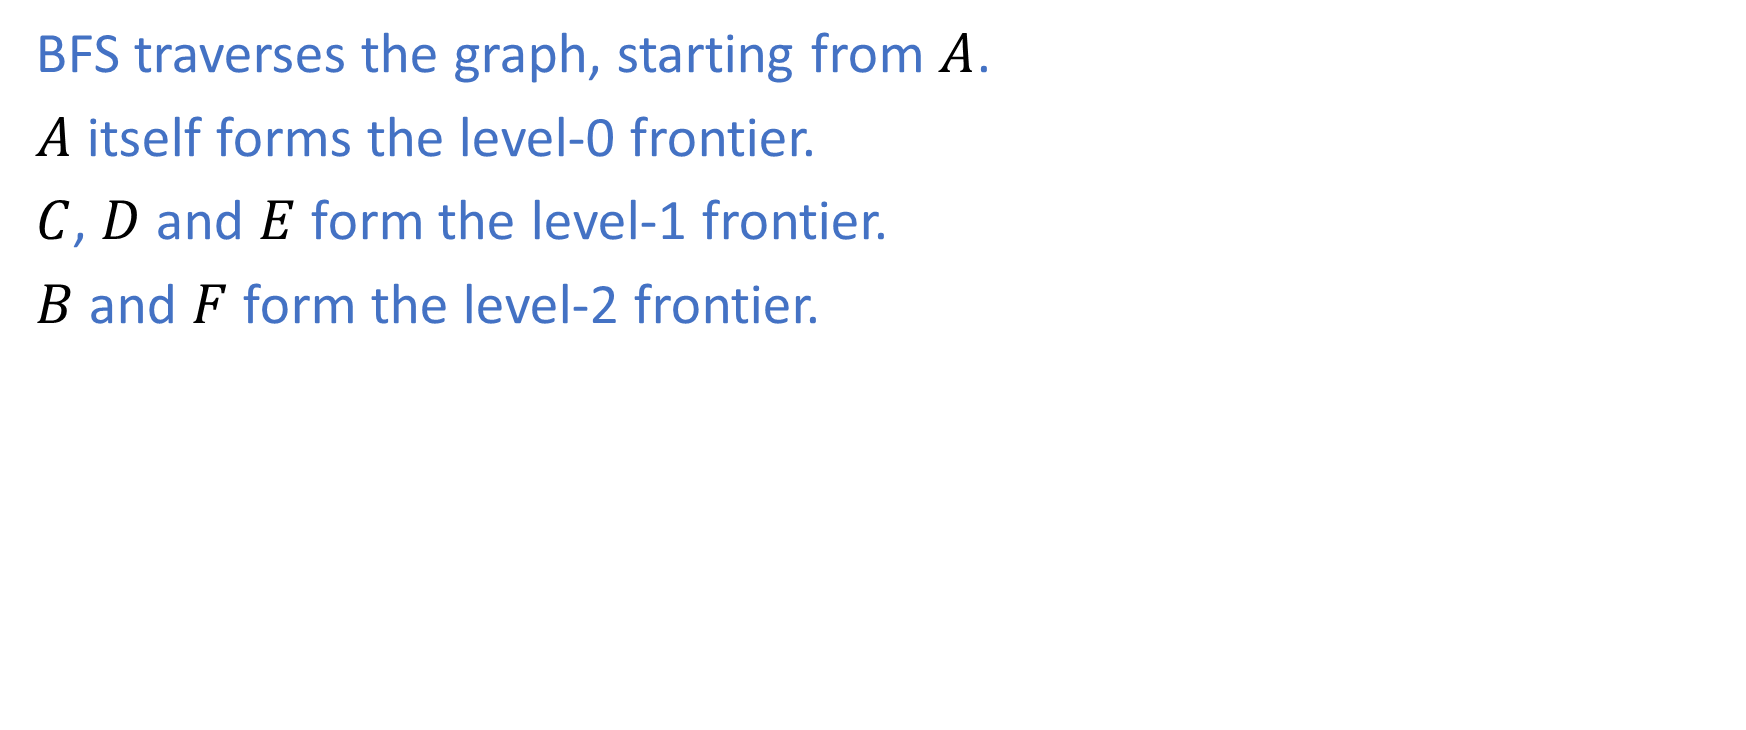 BFS traverses the graph, starting from A.
A itself forms the level-0 frontier.
C, D and E form the level-1 frontier.
B and F form the level-2 frontier.